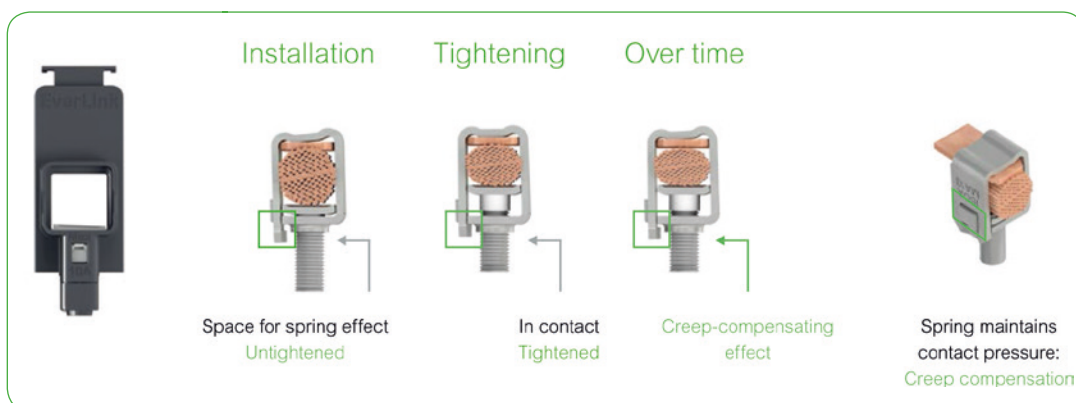 EverLink
Installation
Tightening
Over time
Space for spring effect
Untightened
In contact
Tightened
Creep-compensating
effect
Spring maintains
contact pressure:
Creep compensation